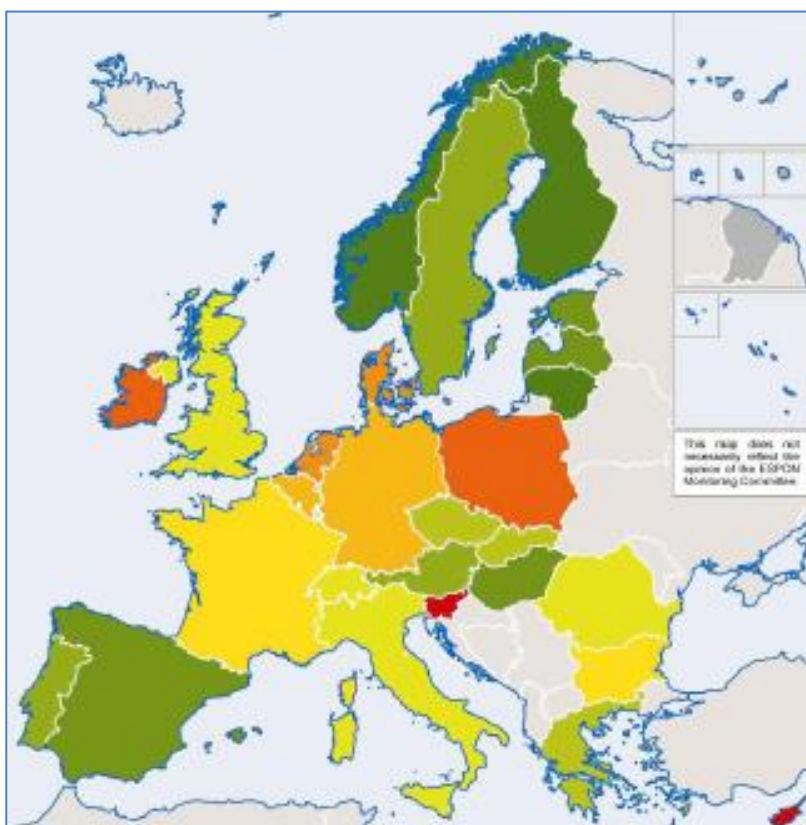 This map does not
necessarily reflect the
opinion of the ESPON
Monitoring Committee.